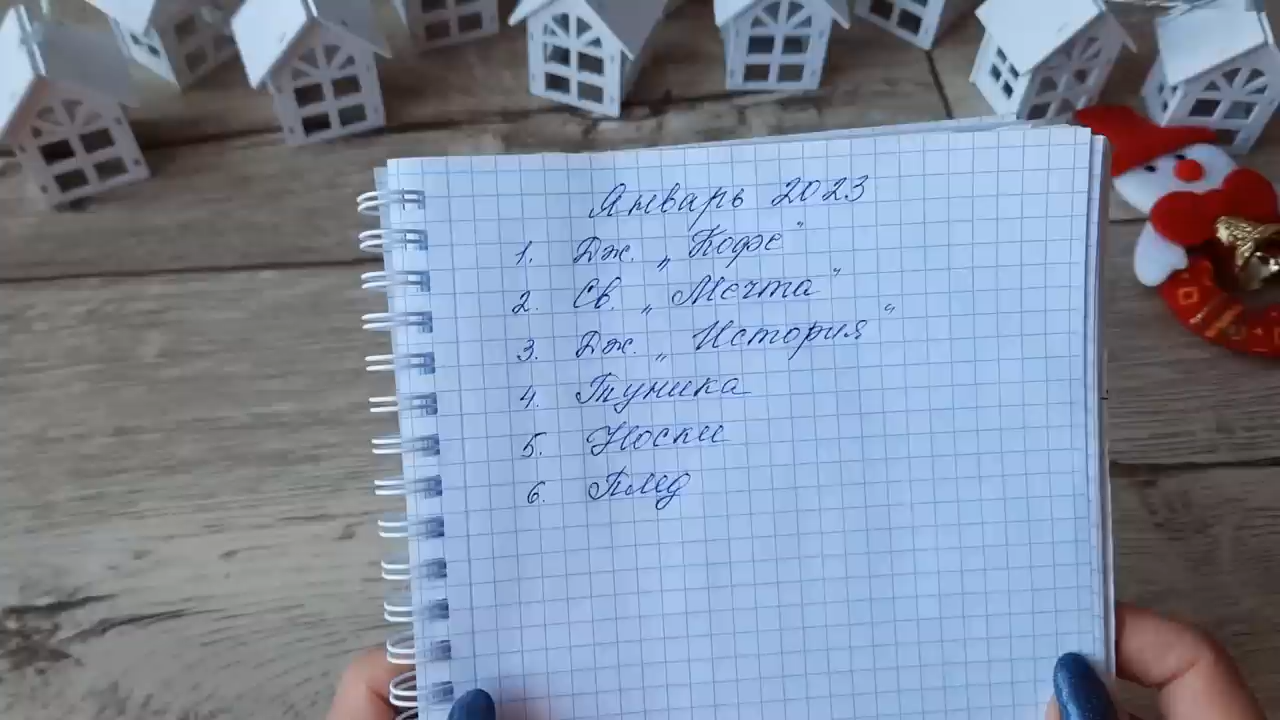 Январь 2023
1. Дж. „Кофе“
2. Св. „Мечта“
3. Дж. „История“
4. Туника
5. Носки
6. Плед